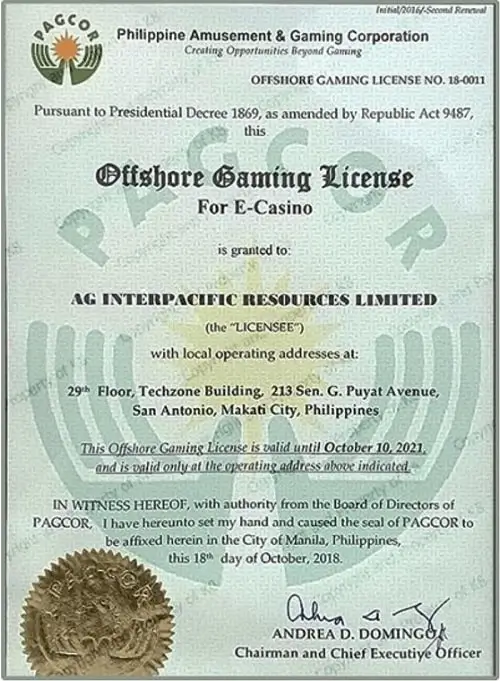 Initial/2016/-Second Renewal
PAGCOR
Philippine Amusement & Gaming Corporation
Creating Opportunities Beyond Gaming
OFFSHORE GAMING LICENSE NO. 18-0011
Pursuant to Presidential Decree 1869, as amended by Republic Act 9487,
this
Offshore Gaming License
For E-Casino
is granted to:
AG INTERPACIFIC RESOURCES LIMITED
(the "LICENSEE")
with local operating addresses at:
29th Floor, Techzone Building, 213 Sen. G. Puyat Avenue,
San Antonio, Makati City, Philippines
This Offshore Gaming License is valid until October 10, 2021,
and is valid only at the operating address above indicated.
IN WITNESS HEREOF, with authority from the Board of Directors of
PAGCOR, I have hereunto set my hand and caused the seal of PAGCOR to
be affixed herein in the City of Manila, Philippines,
this 18th day of October, 2018.
PAGCOR
ANDREA D. DOMINGO
Chairman and Chief Executive Officer
PAGCOR